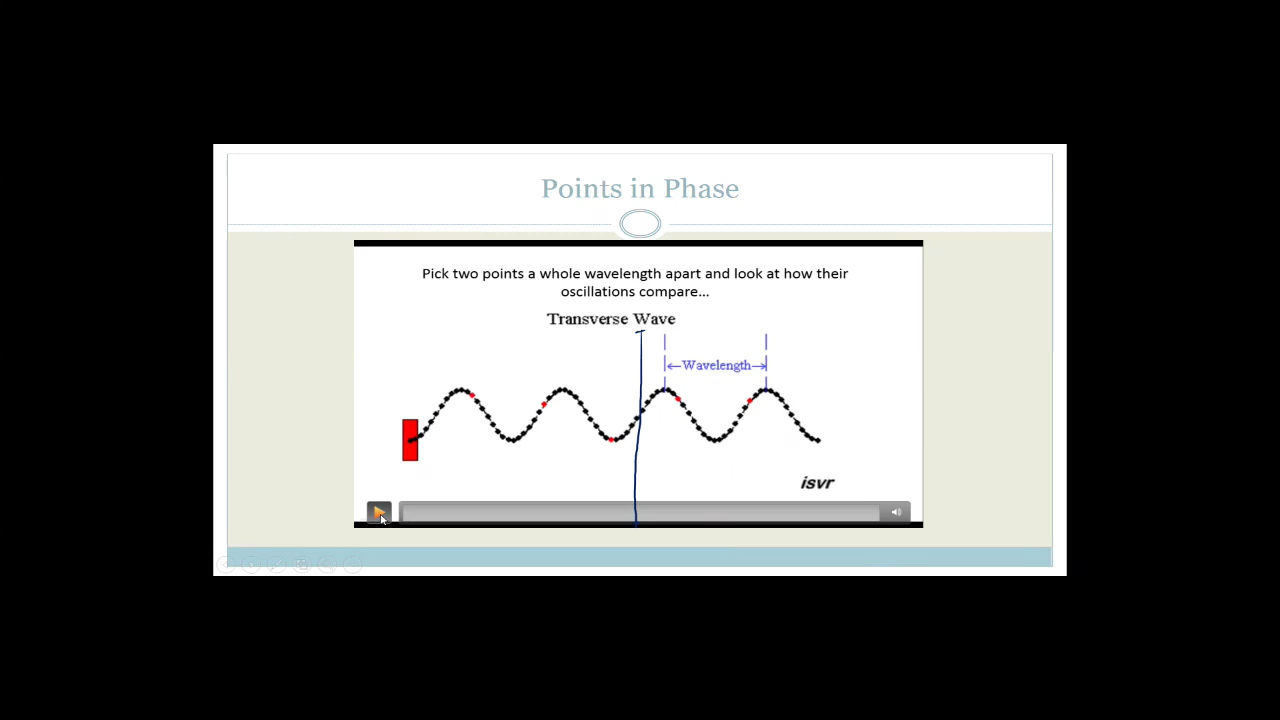 Points in Phase
Pick two points a whole wavelength apart and look at how their
oscillations compare...
Transverse Wave
Wavelength
isvr